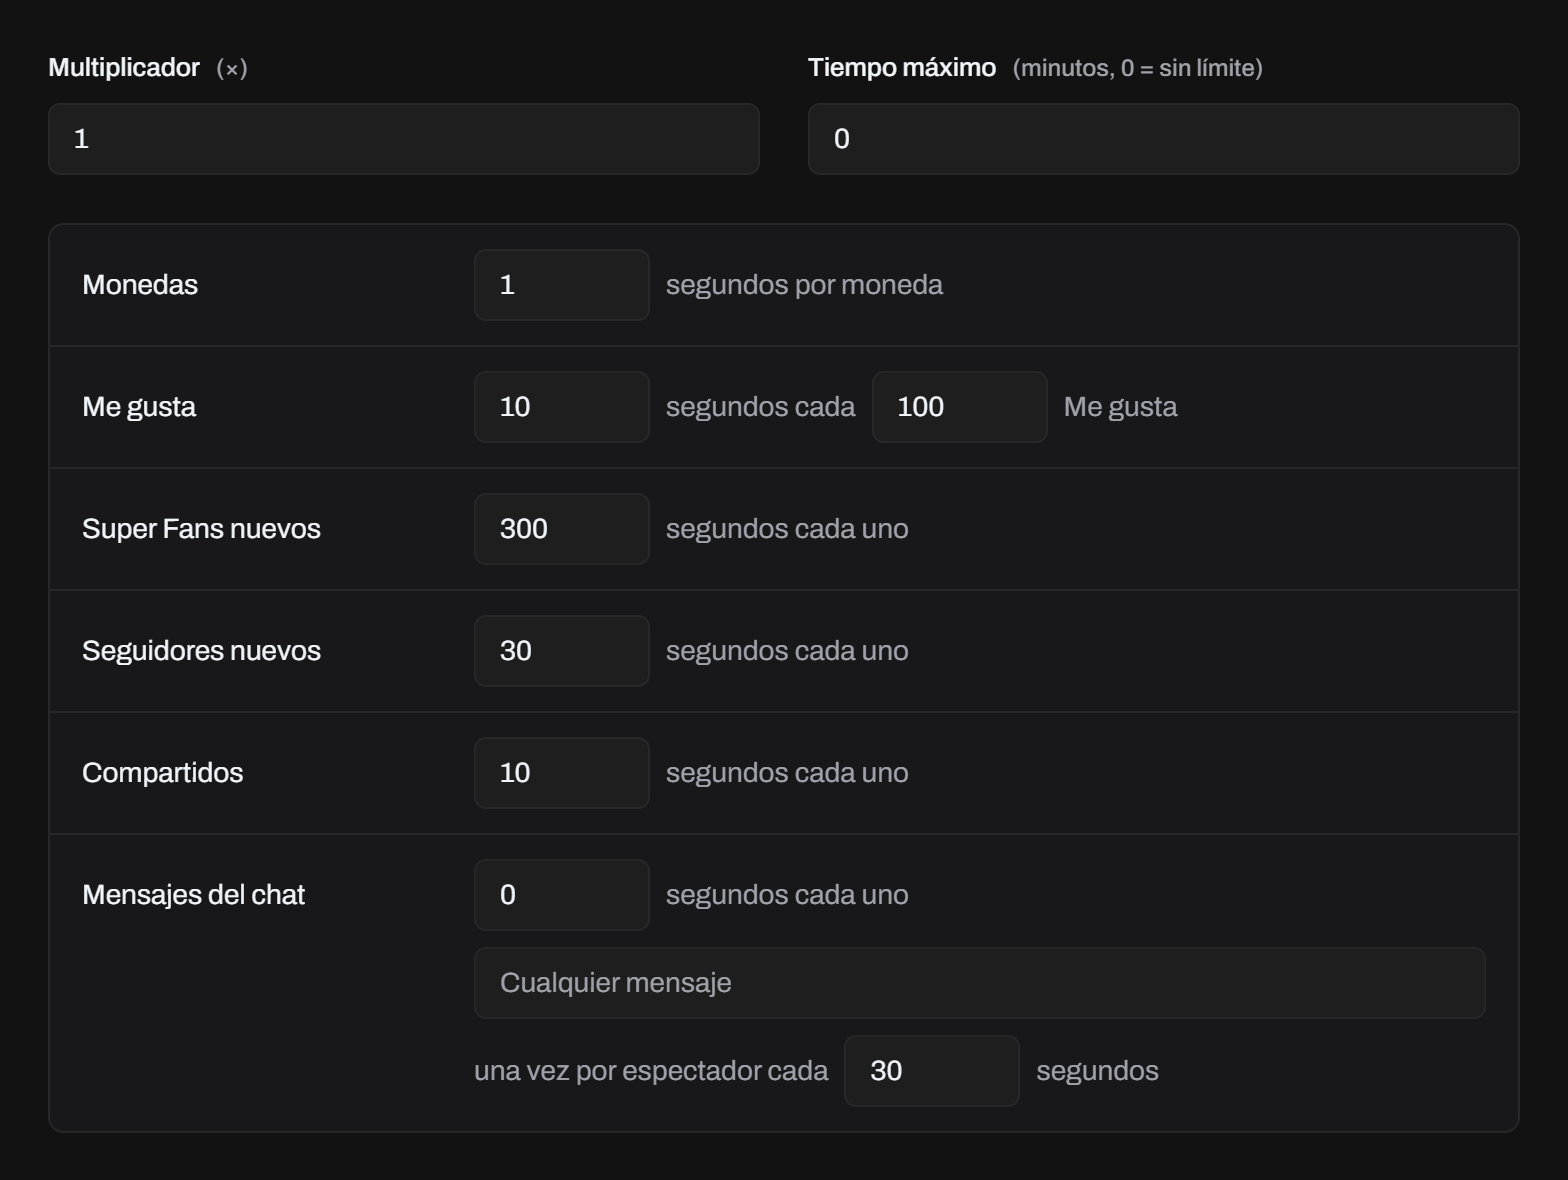 Multiplicador (×)
Tiempo máximo (minutos, 0 = sin límite)
1
0
Monedas 1 segundos por moneda
Me gusta 10 segundos cada 100 Me gusta
Super Fans nuevos 300 segundos cada uno
Seguidores nuevos 30 segundos cada uno
Compartidos 10 segundos cada uno
Mensajes del chat 0 segundos cada uno
Cualquier mensaje
una vez por espectador cada 30 segundos